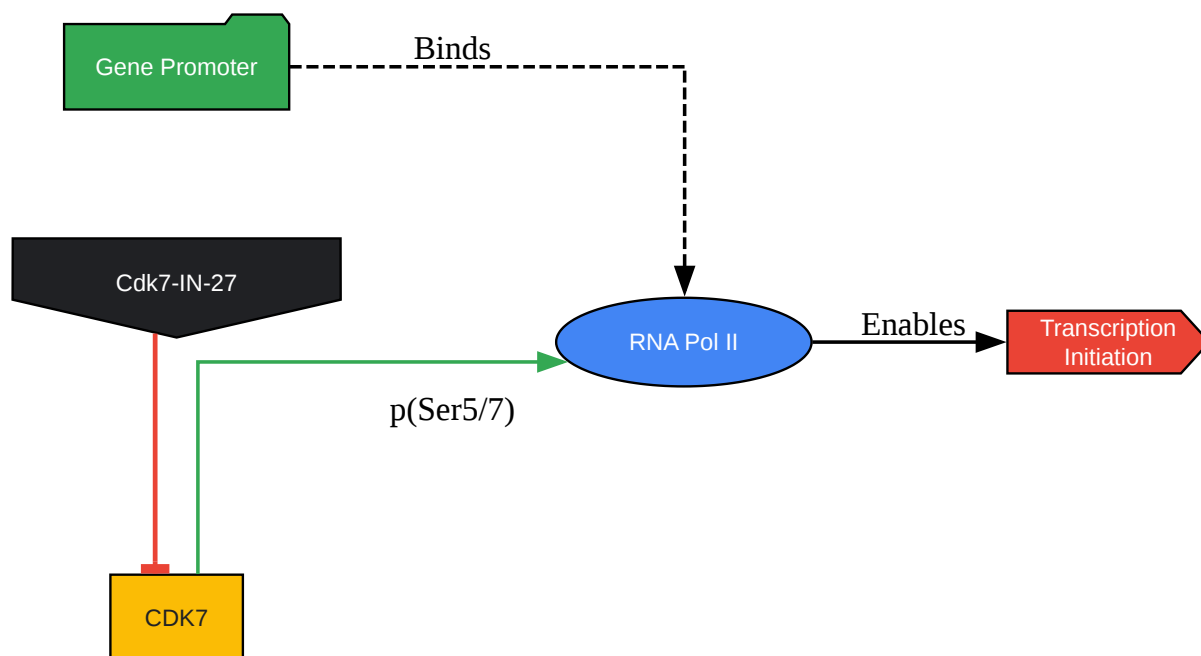 Gene Promoter
Binds
Cdk7-IN-27
RNA Pol II
Enables
Transcription
Initiation
p(Ser5/7)
CDK7